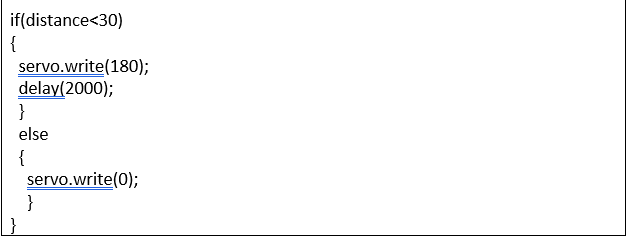 if(distance<30)
{
servo.write(180);
delay(2000);
}
else
{
servo.write(0);
}
}